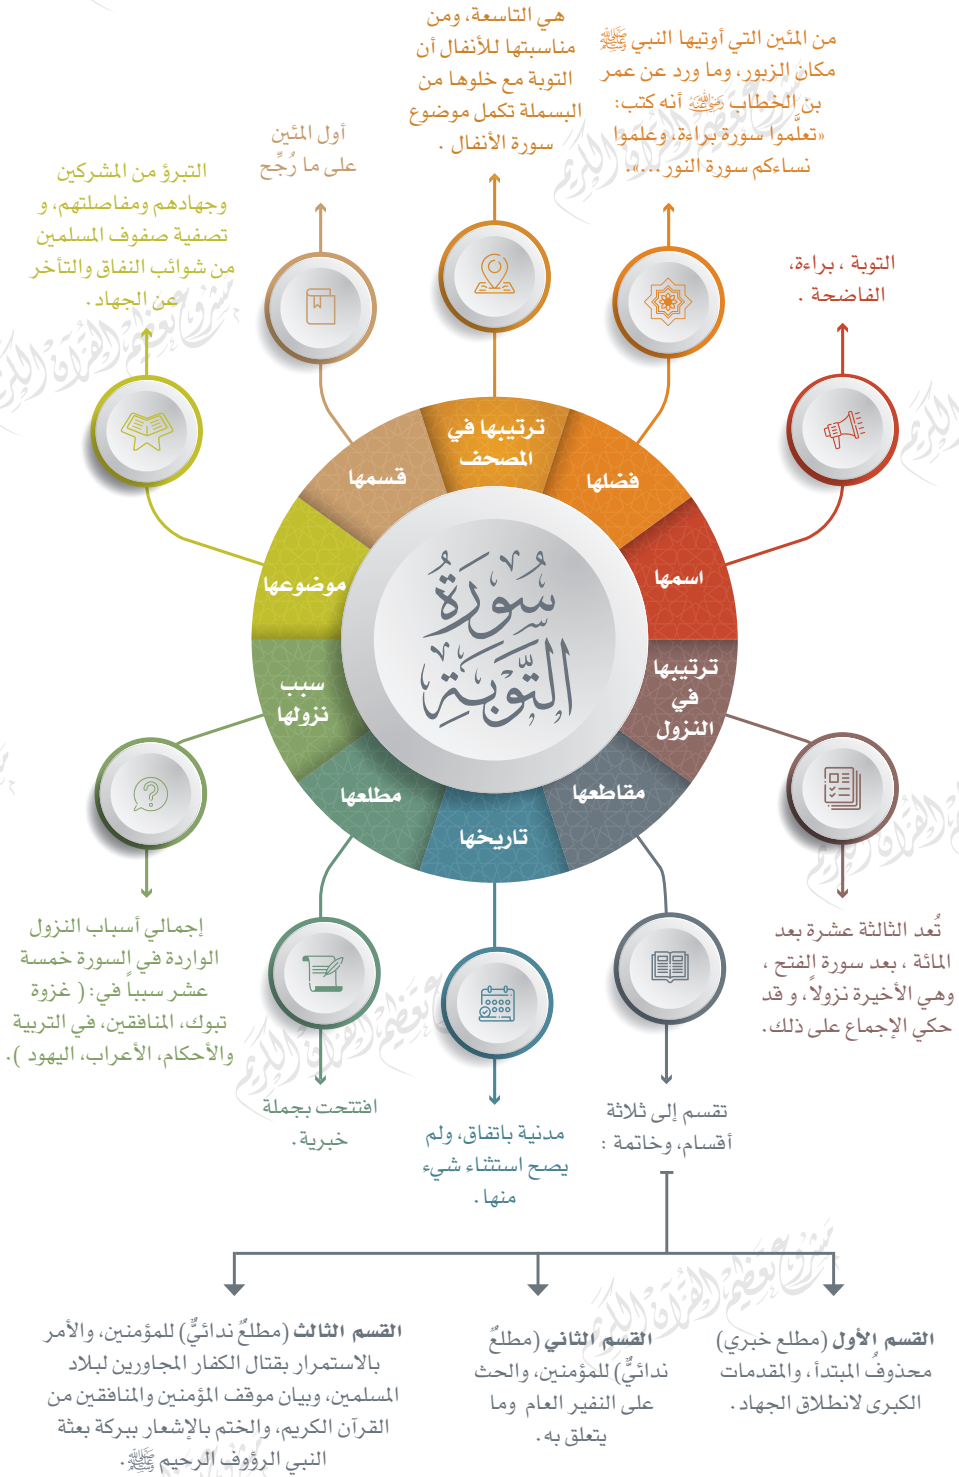 من المئين التي أوتيها النبي ﷺ
مكان الزبور، وما ورد عن عمر
بن الخطاب رضي الله عنه أنه كتب:
«تعلَّموا سورة براءة، وعلموا
نساءكم سورة النور ...».
هي التاسعة، ومن
مناسبتها للأنفال أن
التوبة مع خلوها من
البسملة تكمل موضوع
سورة الأنفال .
أول المئين
على ما رُجِّح
التبرؤ من المشركين
وجهادهم ومفاصلتهم، و
تصفية صفوف المسلمين
من شوائب النفاق والتأخر
عن الجهاد .
التوبة ، براءة،
الفاضحة .
ترتيبها في
المصحف
فضلها
قسمها
اسمها
موضوعها
سُورَةُ
التَّوْبَةِ
ترتيبها
في
النزول
سبب
نزولها
مقاطعها
مطلعها
تاريخها
تُعد الثالثة عشرة بعد
المائة ، بعد سورة الفتح ،
وهي الأخيرة نزولاً، و قد
حكي الإجماع على ذلك.
إجمالي أسباب النزول
الواردة في السورة خمسة
عشر سبباً في: ( غزوة
تبوك، المنافقين، في التربية
والأحكام، الأعراب، اليهود ).
افتتحت بجملة
خبرية.
مدنية باتفاق، ولم
يصح استثناء شيء
منها.
تقسم إلى ثلاثة
أقسام، وخاتمة :
القسم الأول (مطلع خبري)
محذوفُ المبتدأ، والمقدمات
الكبرى لانطلاق الجهاد .
القسم الثاني (مطلعٌ
ندائيٌّ) للمؤمنين، والحث
على النفير العام وما
يتعلق به.
القسم الثالث (مطلعٌ ندائيٌّ) للمؤمنين، والأمر
بالاستمرار بقتال الكفار المجاورين لبلاد
المسلمين، وبيان موقف المؤمنين والمنافقين من
القرآن الكريم، والختم بالإشعار ببركة بعثة
النبي الرؤوف الرحيم ﷺ.